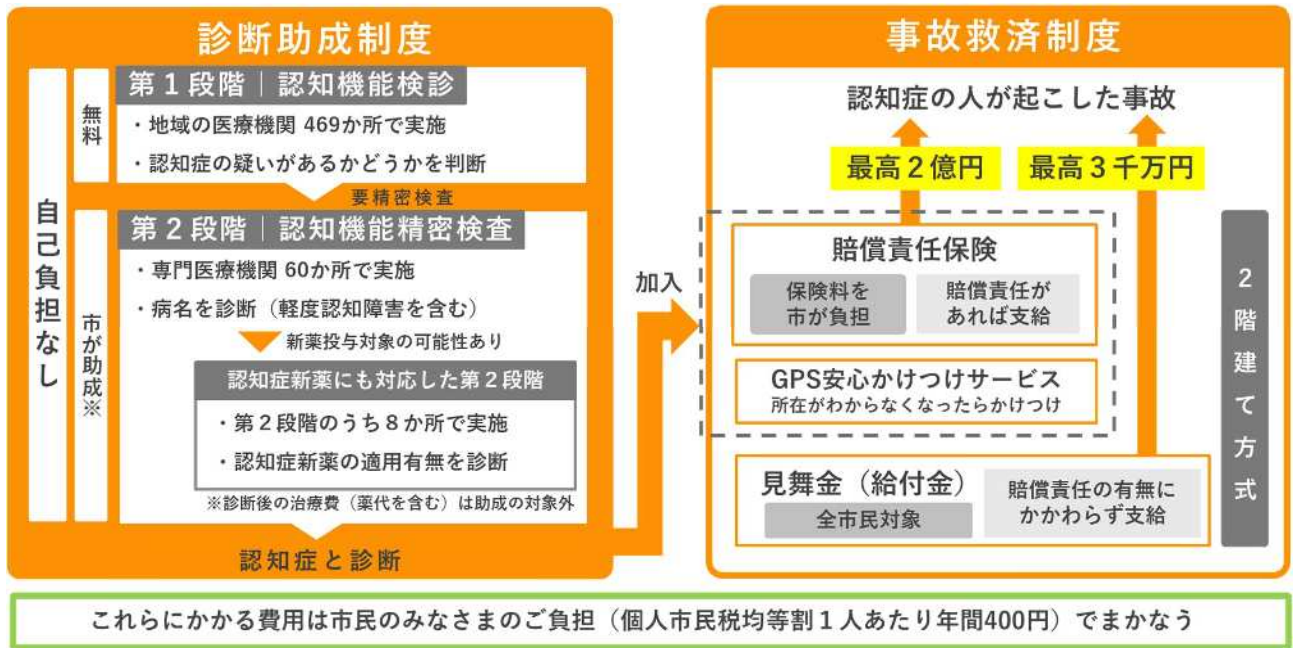 診断助成制度
自己負担なし
無料
第１段階｜認知機能検診
・地域の医療機関 469か所で実施
・認知症の疑いがあるかどうかを判断
要精密検査
市が助成※
第２段階｜認知機能精密検査
・専門医療機関 60か所で実施
・病名を診断（軽度認知障害を含む）
新薬投与対象の可能性あり
認知症新薬にも対応した第２段階
・第２段階のうち８か所で実施
・認知症新薬の適用有無を診断
※診断後の治療費（薬代を含む）は助成の対象外
認知症と診断
加入
事故救済制度
認知症の人が起こした事故
最高２億円
最高３千万円
賠償責任保険
保険料を
市が負担
賠償責任が
あれば支給
GPS安心かけつけサービス
所在がわからなくなったらかけつけ
見舞金（給付金）
全市民対象
賠償責任の有無に
かかわらず支給
２階建て方式
これらにかかる費用は市民のみなさまのご負担（個人市民税均等割１人あたり年間400円）でまかなう